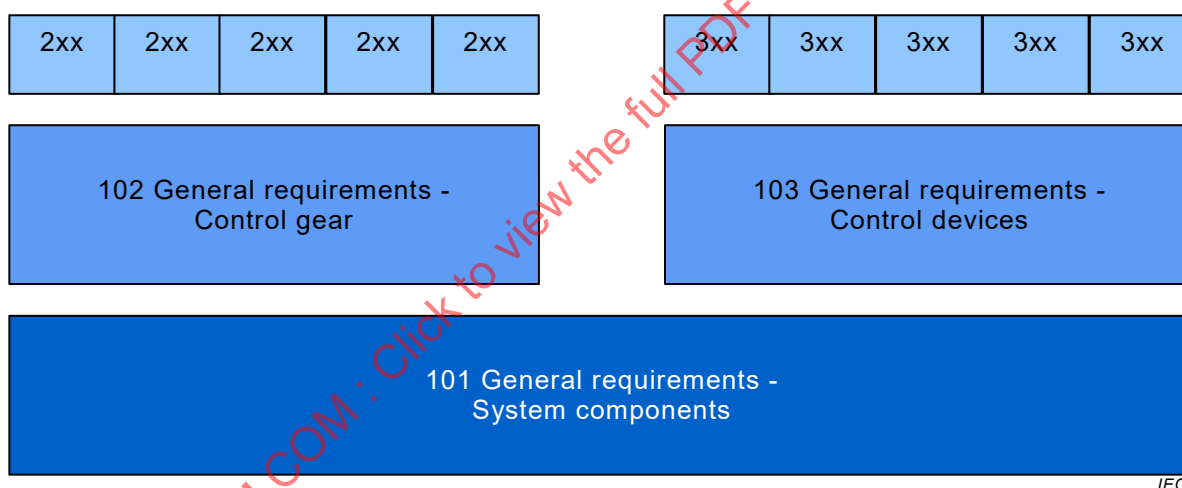 2xx 2xx 2xx 2xx 2xx 3xx 3xx 3xx 3xx 3xx
102 General requirements -
Control gear
103 General requirements -
Control devices
101 General requirements -
System components
COM : Click to view the full PDF
IEC